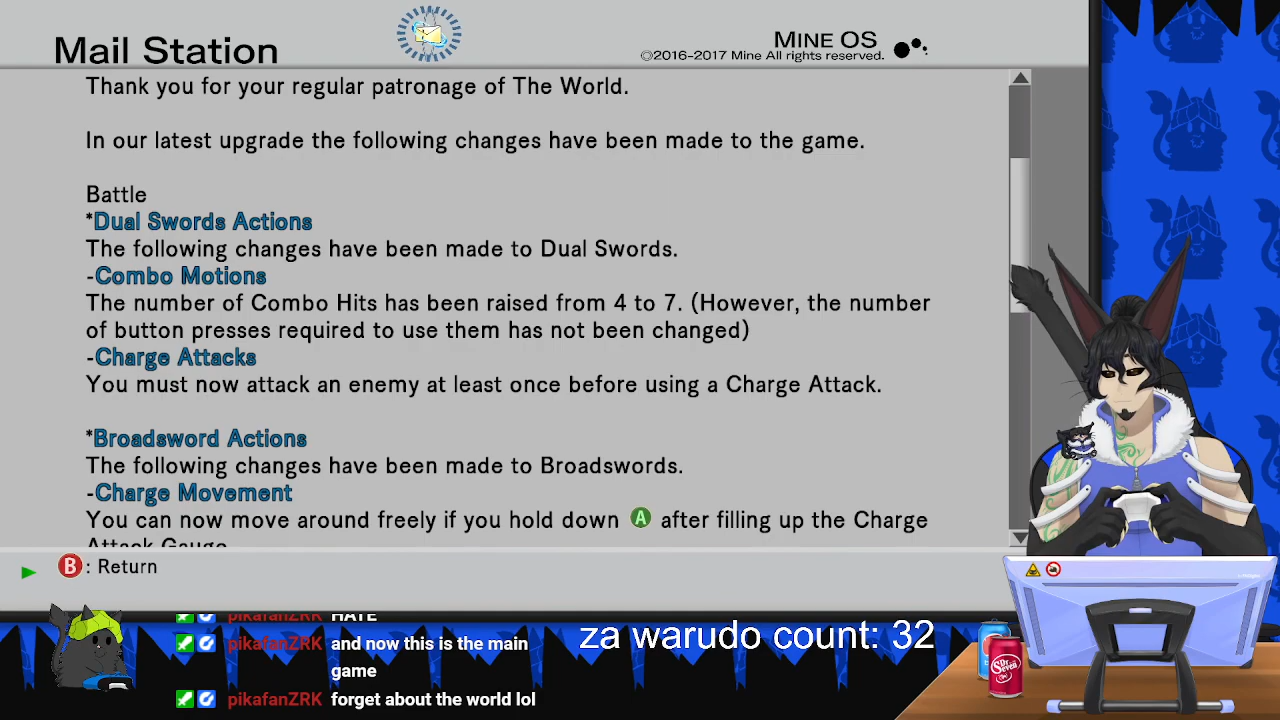 Mail Station
MINE OS
©2016-2017 Mine All rights reserved.
Thank you for your regular patronage of The World.
In our latest upgrade the following changes have been made to the game.
Battle
*Dual Swords Actions
The following changes have been made to Dual Swords.
-Combo Motions
The number of Combo Hits has been raised from 4 to 7. (However, the number
of button presses required to use them has not been changed)
-Charge Attacks
You must now attack an enemy at least once before using a Charge Attack.
*Broadsword Actions
The following changes have been made to Broadswords.
-Charge Movement
You can now move around freely if you hold down A after filling up the Charge
Attack Gauge
B : Return
pikafanZRK HATE
pikafanZRK and now this is the main
game
pikafanZRK forget about the world lol
za warudo count: 32
Dr Seven